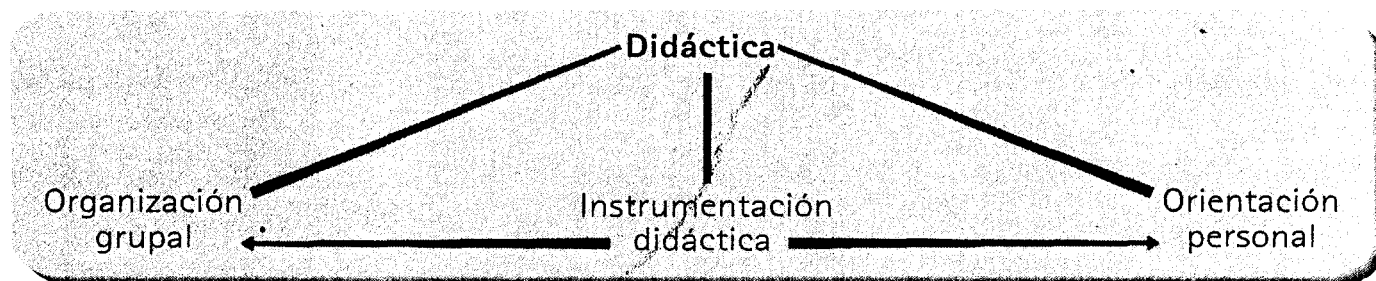 Didáctica
Organización
grupal
Instrumentación
didáctica
Orientación
personal